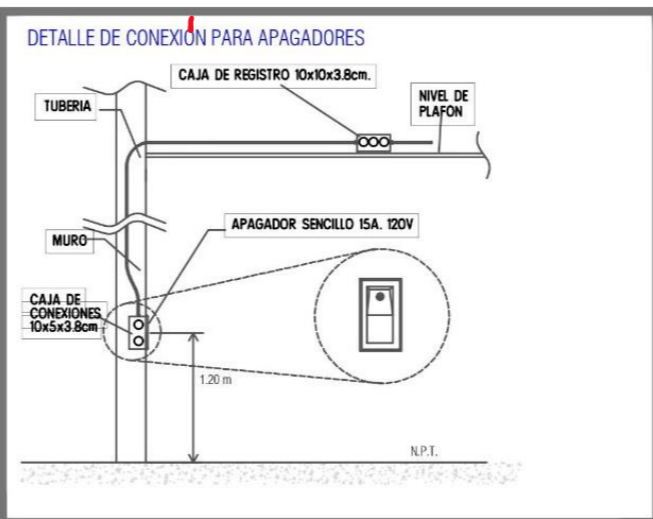 DETALLE DE CONEXIÓN PARA APAGADORES
CAJA DE REGISTRO 10x10x3.8cm.
NIVEL DE
PLAFON
TUBERIA
APAGADOR SENCILLO 15A. 120V
MURO
CAJA DE
CONEXIONES
10x5x3.8cm
1.20 m
N.P.T.